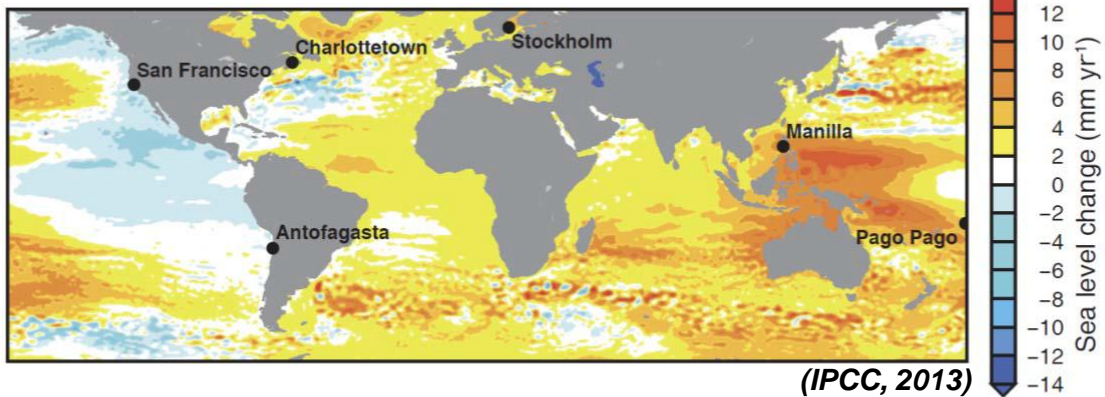 Charlottetown
Stockholm
San Francisco
Manilla
Antofagasta
Pago Pago
12
10
8
6
4
2
0
−2
−4
−6
−8
−10
−12
−14
Sea level change (mm yr⁻¹)
(IPCC, 2013)